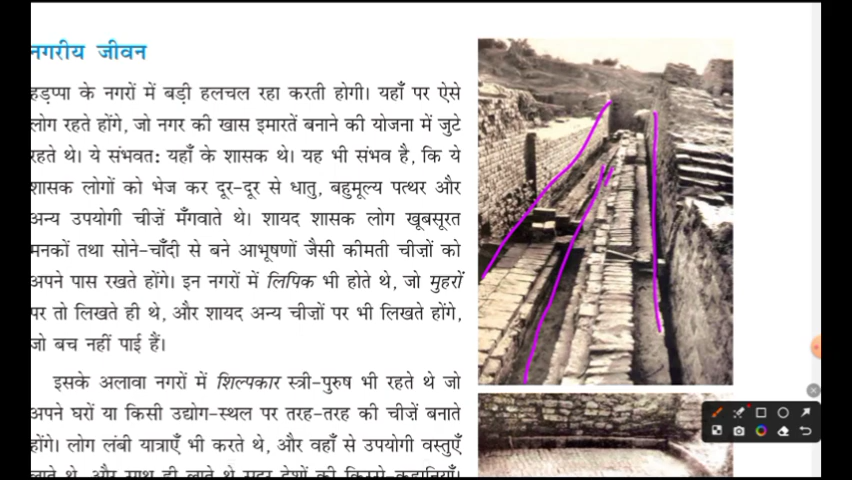 नगरीय जीवन
हड़प्पा के नगरों में बड़ी हलचल रहा करती होगी। यहाँ पर ऐसे
लोग रहते होंगे, जो नगर की खास इमारतें बनाने की योजना में जुटे
रहते थे। ये संभवत: यहाँ के शासक थे। यह भी संभव है, कि ये
शासक लोगों को भेज कर दूर-दूर से धातु, बहुमूल्य पत्थर और
अन्य उपयोगी चीज़ें मँगवाते थे। शायद शासक लोग खूबसूरत
मनकों तथा सोने-चाँदी से बने आभूषणों जैसी कीमती चीज़ों को
अपने पास रखते होंगे। इन नगरों में लिपिक भी होते थे, जो मुहरों
पर तो लिखते ही थे, और शायद अन्य चीज़ों पर भी लिखते होंगे,
जो बच नहीं पाई हैं।
इसके अलावा नगरों में शिल्पकार स्त्री-पुरुष भी रहते थे जो
अपने घरों या किसी उद्योग-स्थल पर तरह-तरह की चीज़ें बनाते
होंगे। लोग लंबी यात्राएँ भी करते थे, और वहाँ से उपयोगी वस्तुएँ
लाते थे, और साथ ही लाते थे सुदूर देशों की किस्से-कहानियाँ।